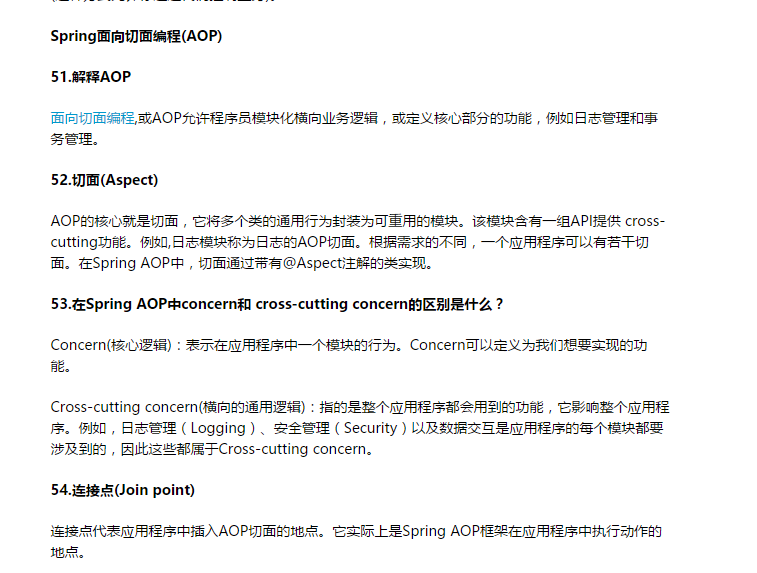 Spring面向切面编程(AOP)
51.解释AOP
面向切面编程,或AOP允许程序员模块化横向业务逻辑，或定义核心部分的功能，例如日志管理和事
务管理。
52.切面(Aspect)
AOP的核心就是切面，它将多个类的通用行为封装为可重用的模块。该模块含有一组API提供 cross-
cutting功能。例如,日志模块称为日志的AOP切面。根据需求的不同，一个应用程序可以有若干切
面。在Spring AOP中，切面通过带有@Aspect注解的类实现。
53.在Spring AOP中concern和 cross-cutting concern的区别是什么？
Concern(核心逻辑)：表示在应用程序中一个模块的行为。Concern可以定义为我们想要实现的功
能。
Cross-cutting concern(横向的通用逻辑)：指的是整个应用程序都会用到的功能，它影响整个应用程
序。例如，日志管理（Logging）、安全管理（Security）以及数据交互是应用程序的每个模块都要
涉及到的，因此这些都属于Cross-cutting concern。
54.连接点(Join point)
连接点代表应用程序中插入AOP切面的地点。它实际上是Spring AOP框架在应用程序中执行动作的
地点。